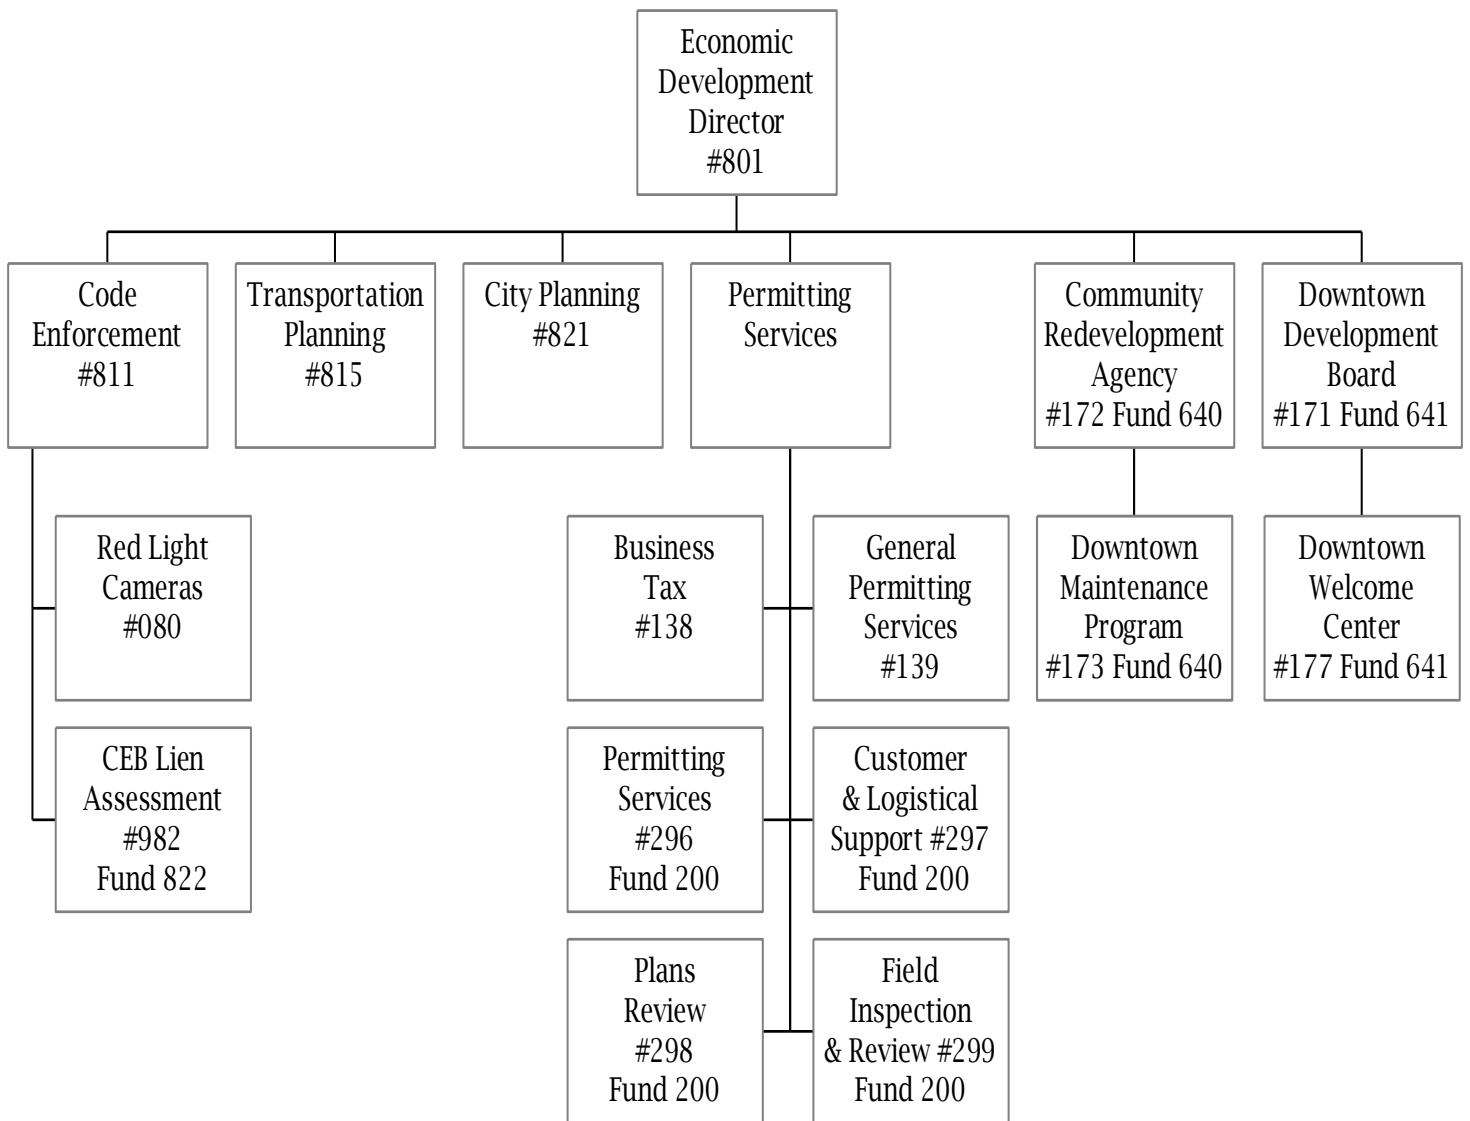 Economic
Development
Director
#801
Code
Enforcement
#811
Transportation
Planning
#815
City Planning
#821
Permitting
Services
Community
Redevelopment
Agency
#172 Fund 640
Downtown
Development
Board
#171 Fund 641
Red Light
Cameras
#080
Business
Tax
#138
General
Permitting
Services
#139
Downtown
Maintenance
Program
#173 Fund 640
Downtown
Welcome
Center
#177 Fund 641
CEB Lien
Assessment
#982
Fund 822
Permitting
Services
#296
Fund 200
Customer
& Logistical
Support #297
Fund 200
Plans
Review
#298
Fund 200
Field
Inspection
& Review #299
Fund 200